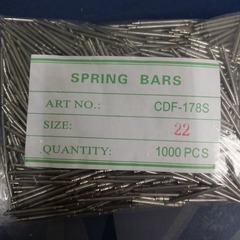 SPRING BARS
ART NO.: CDF-178S
SIZE: 22
QUANTITY: 1000 PCS